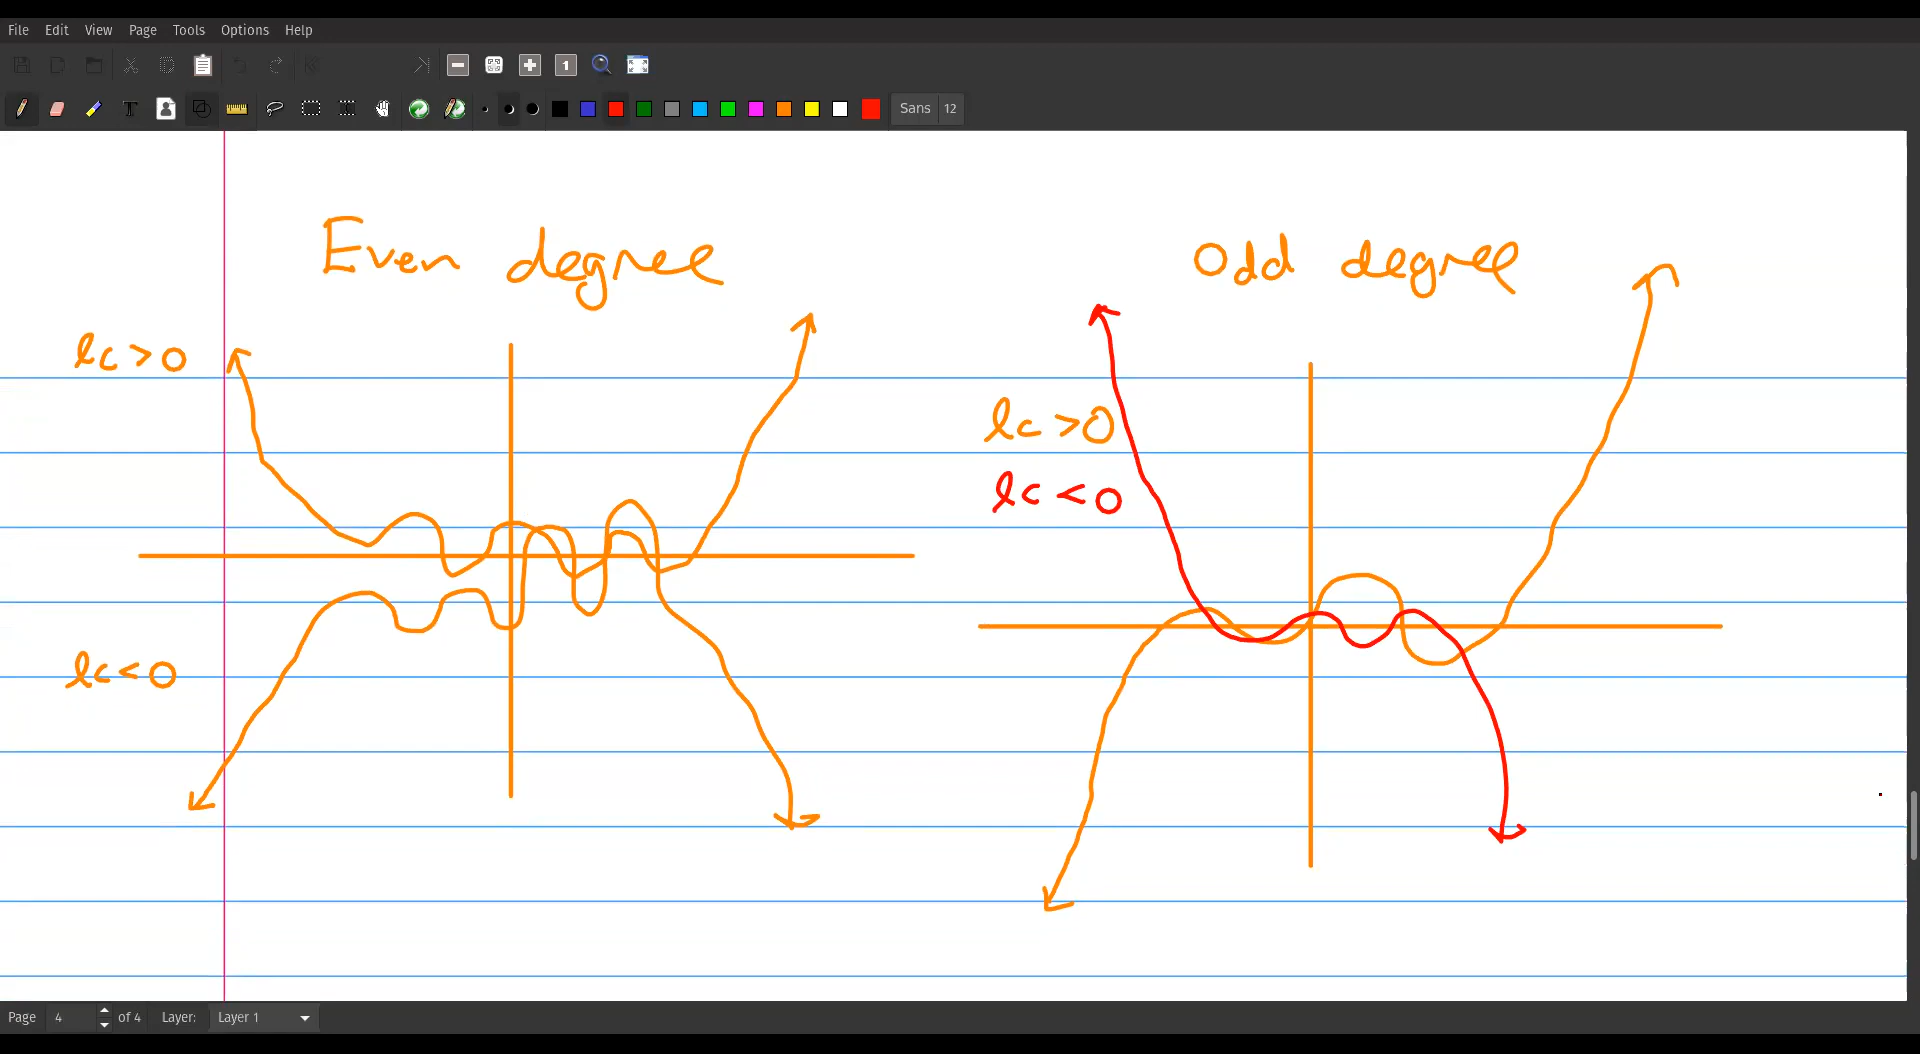 File Edit View Page Tools Options Help
1
T
Sans 12
Even degree
Odd degree
lc > 0
lc > 0
lc < 0
lc < 0
Page 4 of 4 Layer: Layer 1